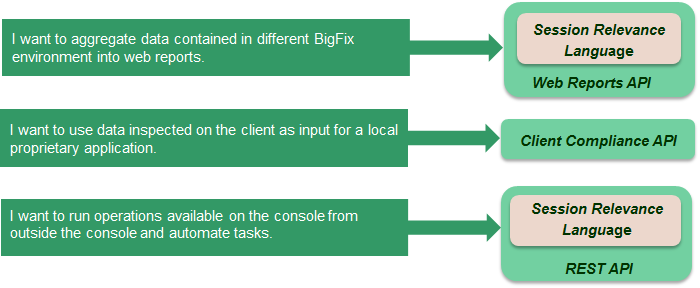 I want to aggregate data contained in different BigFix
environment into web reports.
Session Relevance
Language
Web Reports API
I want to use data inspected on the client as input for a local
proprietary application.
Client Compliance API
I want to run operations available on the console from
outside the console and automate tasks.
Session Relevance
Language
REST API